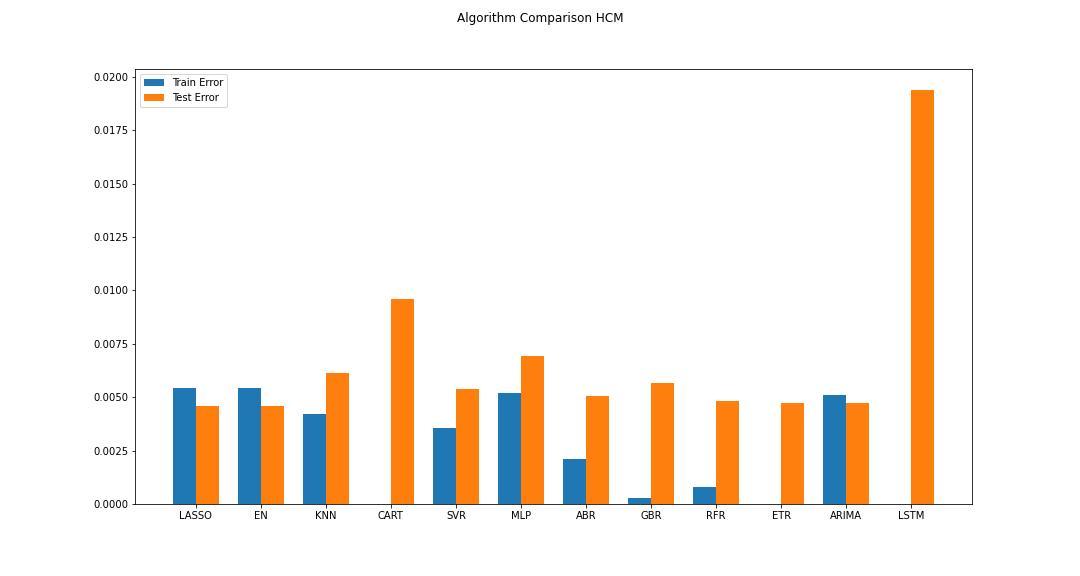 Algorithm Comparison HCM
Train Error
Test Error
0.0200
0.0175
0.0150
0.0125
0.0100
0.0075
0.0050
0.0025
0.0000
LASSO EN KNN CART SVR MLP ABR GBR RFR ETR ARIMA LSTM